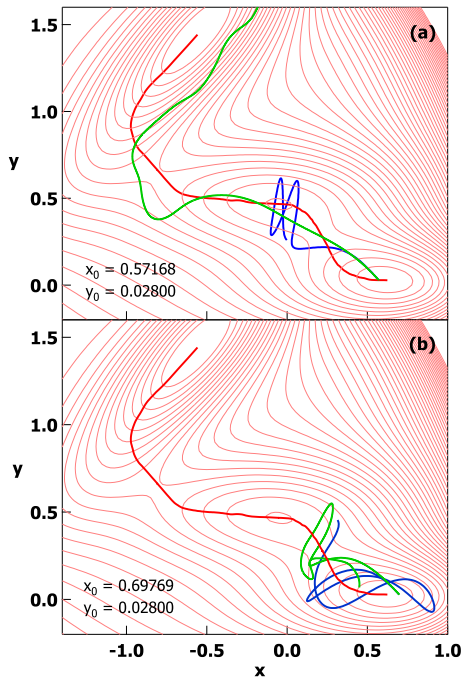 (a)
1.5
1.0
y
0.5
x₀ = 0.57168
0.0
y₀ = 0.02800
(b)
1.5
1.0
y
0.5
x₀ = 0.69769
0.0
y₀ = 0.02800
-1.0 -0.5 0.0 0.5 1.0
x